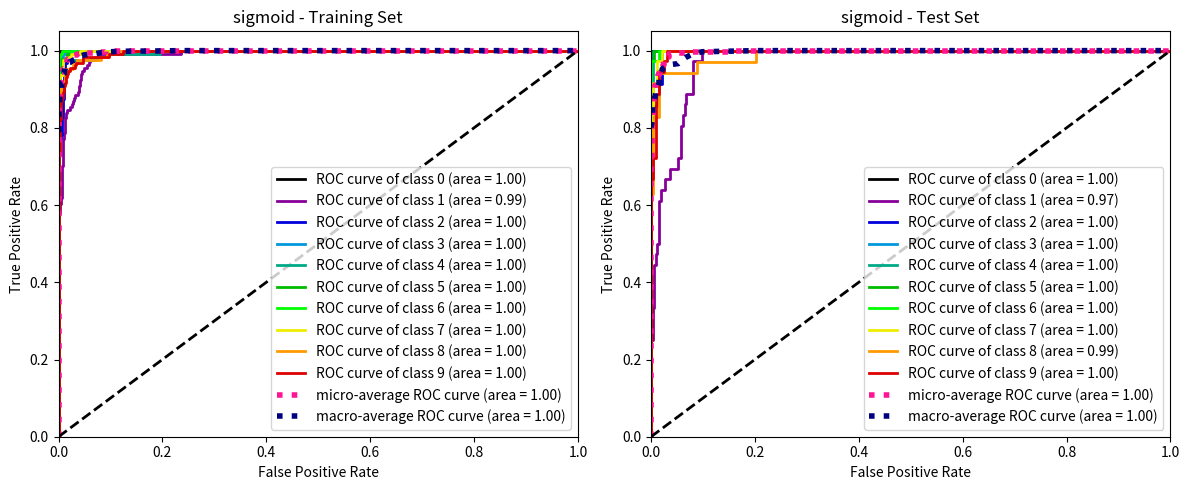 sigmoid - Training Set
True Positive Rate
1.0
0.8
0.6
0.4
0.2
0.0
ROC curve of class 0 (area = 1.00)
ROC curve of class 1 (area = 0.99)
ROC curve of class 2 (area = 1.00)
ROC curve of class 3 (area = 1.00)
ROC curve of class 4 (area = 1.00)
ROC curve of class 5 (area = 1.00)
ROC curve of class 6 (area = 1.00)
ROC curve of class 7 (area = 1.00)
ROC curve of class 8 (area = 1.00)
ROC curve of class 9 (area = 1.00)
micro-average ROC curve (area = 1.00)
macro-average ROC curve (area = 1.00)
0.0 0.2 0.4 0.6 0.8 1.0
False Positive Rate
sigmoid - Test Set
True Positive Rate
1.0
0.8
0.6
0.4
0.2
0.0
ROC curve of class 0 (area = 1.00)
ROC curve of class 1 (area = 0.97)
ROC curve of class 2 (area = 1.00)
ROC curve of class 3 (area = 1.00)
ROC curve of class 4 (area = 1.00)
ROC curve of class 5 (area = 1.00)
ROC curve of class 6 (area = 1.00)
ROC curve of class 7 (area = 1.00)
ROC curve of class 8 (area = 0.99)
ROC curve of class 9 (area = 1.00)
micro-average ROC curve (area = 1.00)
macro-average ROC curve (area = 1.00)
0.0 0.2 0.4 0.6 0.8 1.0
False Positive Rate